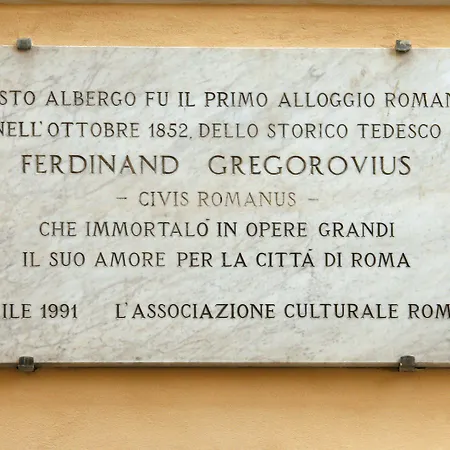 STO ALBERGO FU IL PRIMO ALLOGGIO ROMAN
NELL'OTTOBRE 1852, DELLO STORICO TEDESCO
FERDINAND GREGOROVIUS
- CIVIS ROMANUS -
CHE IMMORTALÒ IN OPERE GRANDI
IL SUO AMORE PER LA CITTÀ DI ROMA
ILE 1991 L'ASSOCIAZIONE CULTURALE ROM